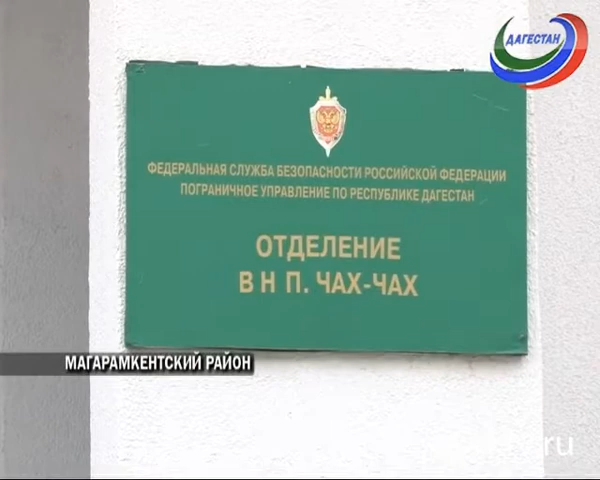 ДАГЕСТАН
ФЕДЕРАЛЬНАЯ СЛУЖБА БЕЗОПАСНОСТИ РОССИЙСКОЙ ФЕДЕРАЦИИ
ПОГРАНИЧНОЕ УПРАВЛЕНИЕ ПО РЕСПУБЛИКЕ ДАГЕСТАН
ОТДЕЛЕНИЕ
В Н П. ЧАХ-ЧАХ
МАГАРАМКЕНТСКИЙ РАЙОН